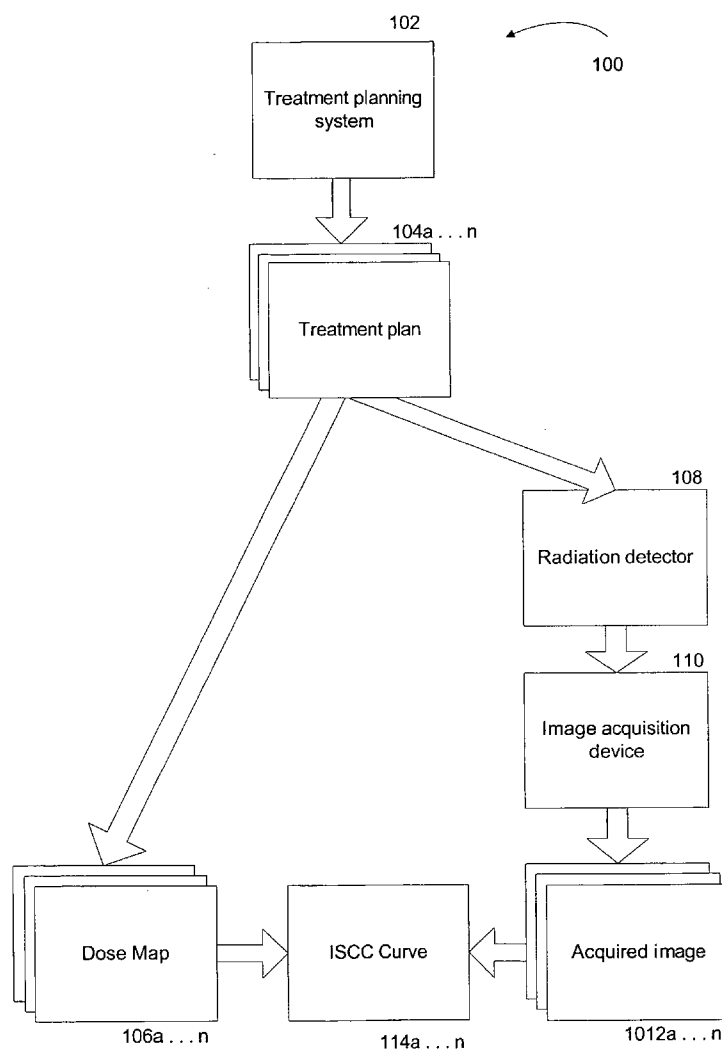 102
100
Treatment planning
system
104a . . . n
Treatment plan
108
Radiation detector
110
Image acquisition
device
Dose Map
ISCC Curve
Acquired image
106a . . . n
114a . . . n
1012a . . . n